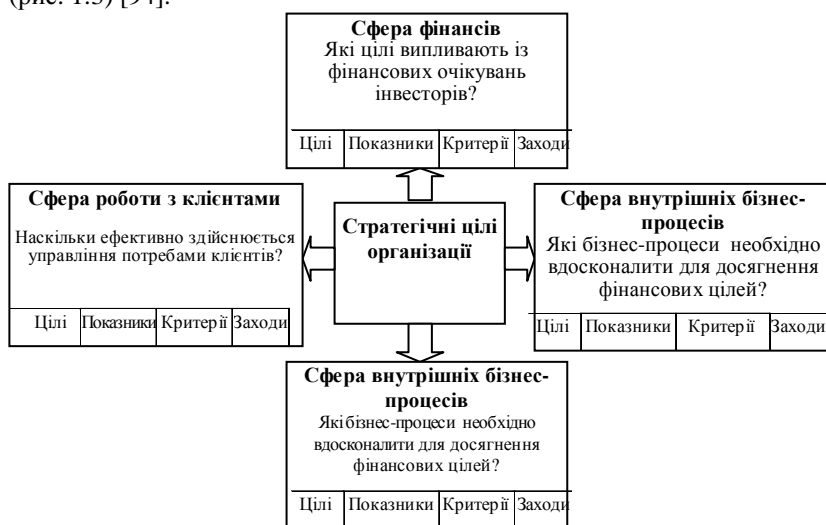 (рис. 1.3) [94].
Сфера фінансів
Які цілі випливають із
фінансових очікувань
інвесторів?
Цілі Показники Критерії Заходи
Сфера роботи з клієнтами
Наскільки ефективно здійснюється
управління потребами клієнтів?
Цілі Показники Критерії Заходи
Стратегічні цілі
організації
Сфера внутрішніх бізнес-
процесів
Які бізнес-процеси необхідно
вдосконалити для досягнення
фінансових цілей?
Цілі Показники Критерії Заходи
Сфера внутрішніх бізнес-
процесів
Які бізнес-процеси необхідно
вдосконалити для досягнення
фінансових цілей?
Цілі Показники Критерії Заходи